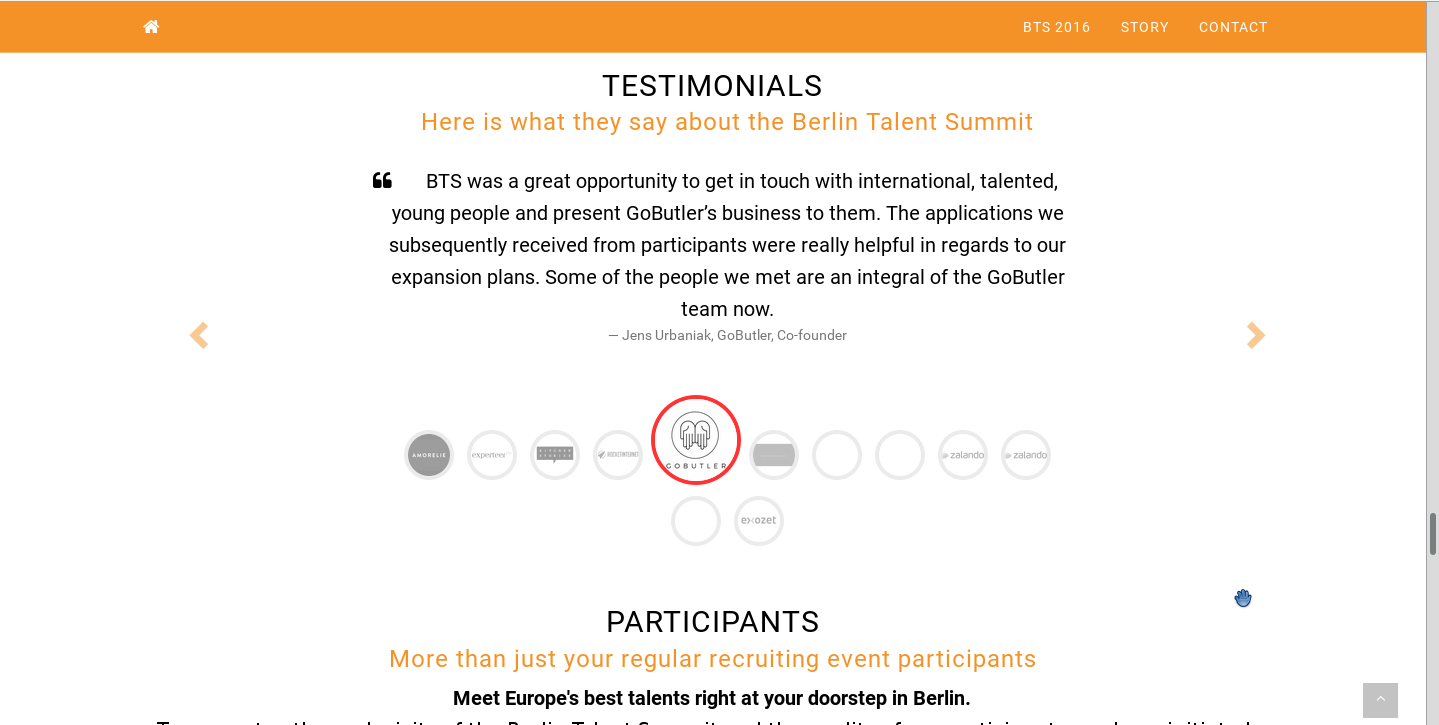 BTS 2016 STORY CONTACT
TESTIMONIALS
Here is what they say about the Berlin Talent Summit
BTS was a great opportunity to get in touch with international, talented,
young people and present GoButler’s business to them. The applications we
subsequently received from participants were really helpful in regards to our
expansion plans. Some of the people we met are an integral of the GoButler
team now.
— Jens Urbaniak, GoButler, Co-founder
AMORELIE experteer ROCKET INTERNET GOBUTLER zalando zalando
exozet
PARTICIPANTS
More than just your regular recruiting event participants
Meet Europe's best talents right at your doorstep in Berlin.